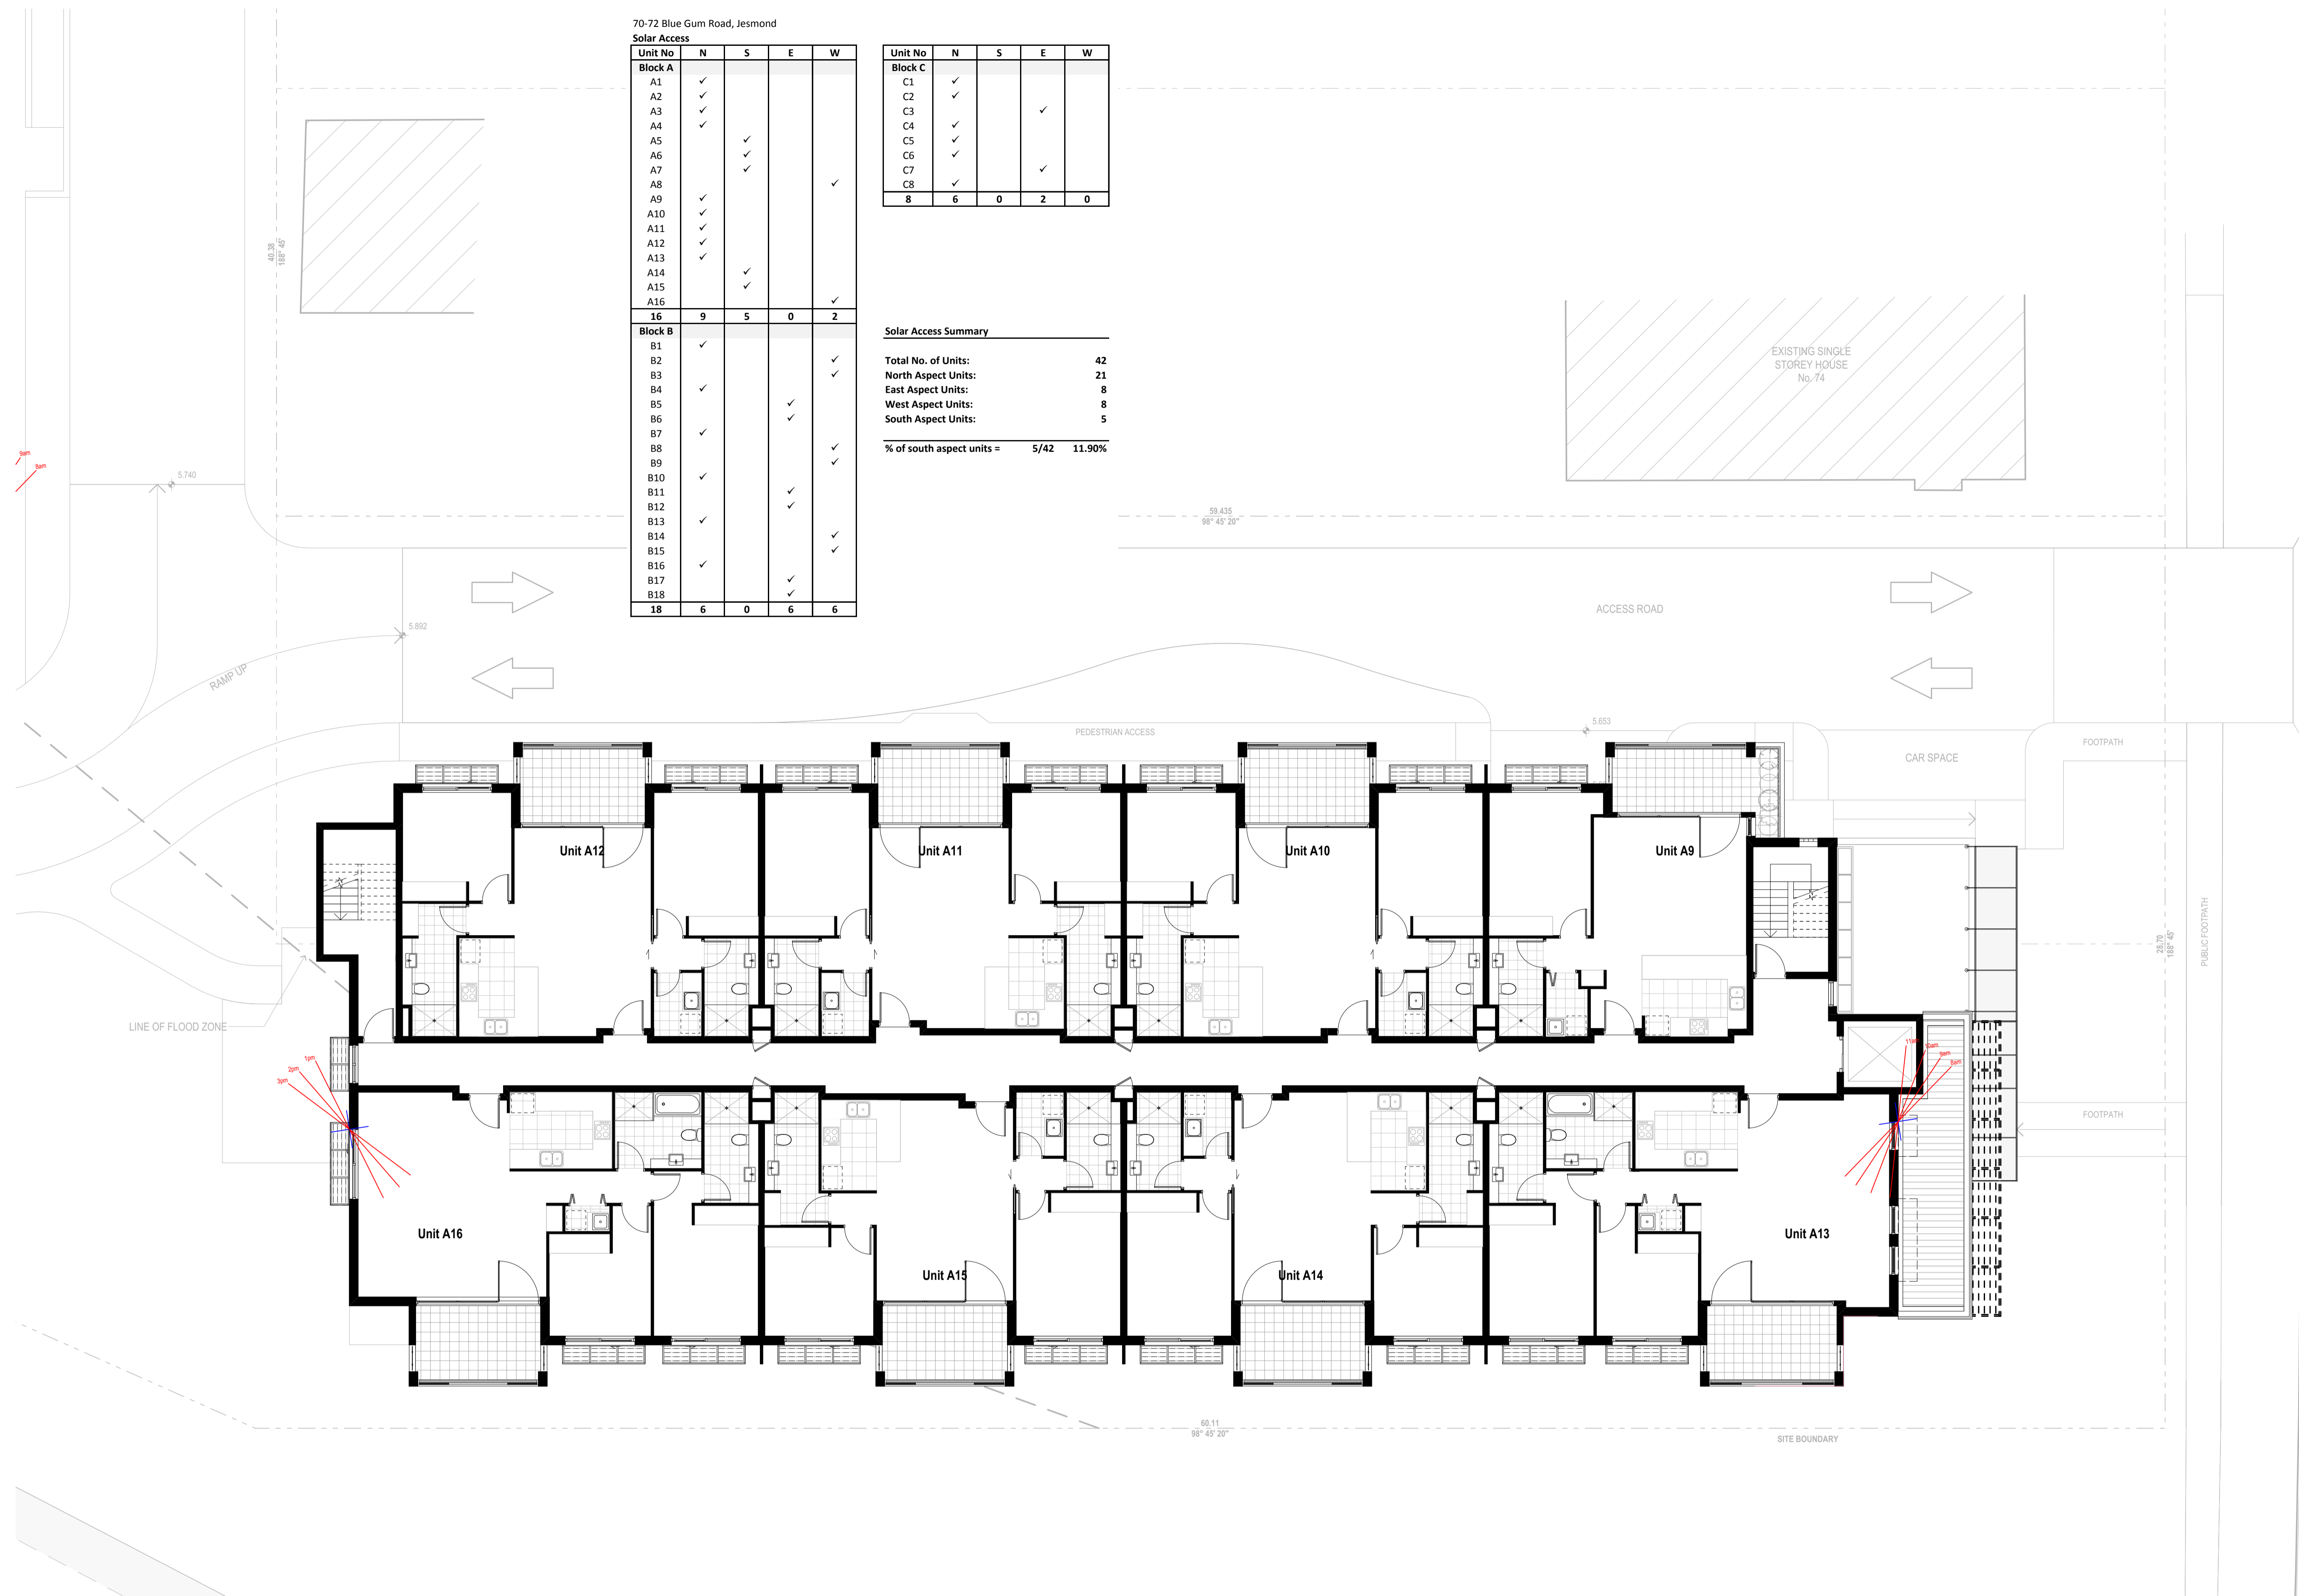 70-72 Blue Gum Road, Jesmond
Solar Access
Unit No N S E W
Block A
A1 ✓
A2 ✓
A3 ✓
A4 ✓
A5 ✓
A6 ✓
A7 ✓
A8 ✓
A9 ✓
A10 ✓
A11 ✓
A12 ✓
A13 ✓
A14 ✓
A15 ✓
A16 ✓
16 9 5 0 2
Block B
B1 ✓
B2 ✓
B3 ✓
B4 ✓
B5 ✓
B6 ✓
B7 ✓
B8 ✓
B9 ✓
B10 ✓
B11 ✓
B12 ✓
B13 ✓
B14 ✓
B15 ✓
B16 ✓
B17 ✓
B18 ✓
18 6 0 6 6
Unit No N S E W
Block C
C1 ✓
C2 ✓
C3 ✓
C4 ✓
C5 ✓
C6 ✓
C7 ✓
C8 ✓
8 6 0 2 0
Solar Access Summary
Total No. of Units: 42
North Aspect Units: 21
East Aspect Units: 8
West Aspect Units: 8
South Aspect Units: 5
% of south aspect units = 5/42 11.90%
40.38
188° 45'
EXISTING SINGLE
STOREY HOUSE
No. 74
9am
8am
5.740
59.435
98° 45' 20"
ACCESS ROAD
5.892
RAMP UP
5.653
PEDESTRIAN ACCESS
FOOTPATH
CAR SPACE
Unit A12
Unit A11
Unit A10
Unit A9
PUBLIC FOOTPATH
26.70
188° 45'
LINE OF FLOOD ZONE
1pm
2pm
3pm
11am
10am
9am
8am
FOOTPATH
Unit A16
Unit A13
Unit A15
Unit A14
60.11
98° 45' 20"
SITE BOUNDARY